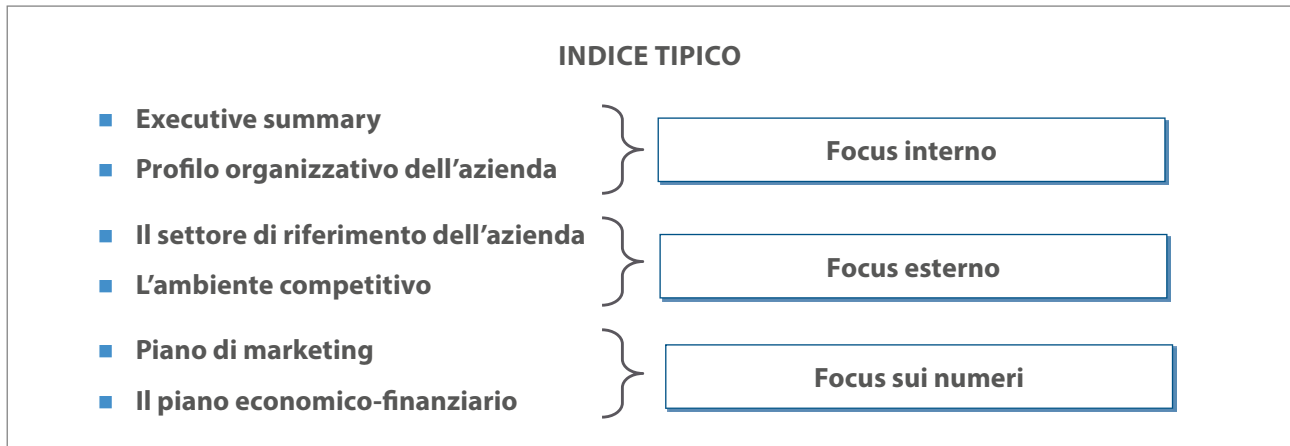 INDICE TIPICO
Executive summary
Profilo organizzativo dell’azienda
Focus interno
Il settore di riferimento dell’azienda
L’ambiente competitivo
Focus esterno
Piano di marketing
Il piano economico-finanziario
Focus sui numeri